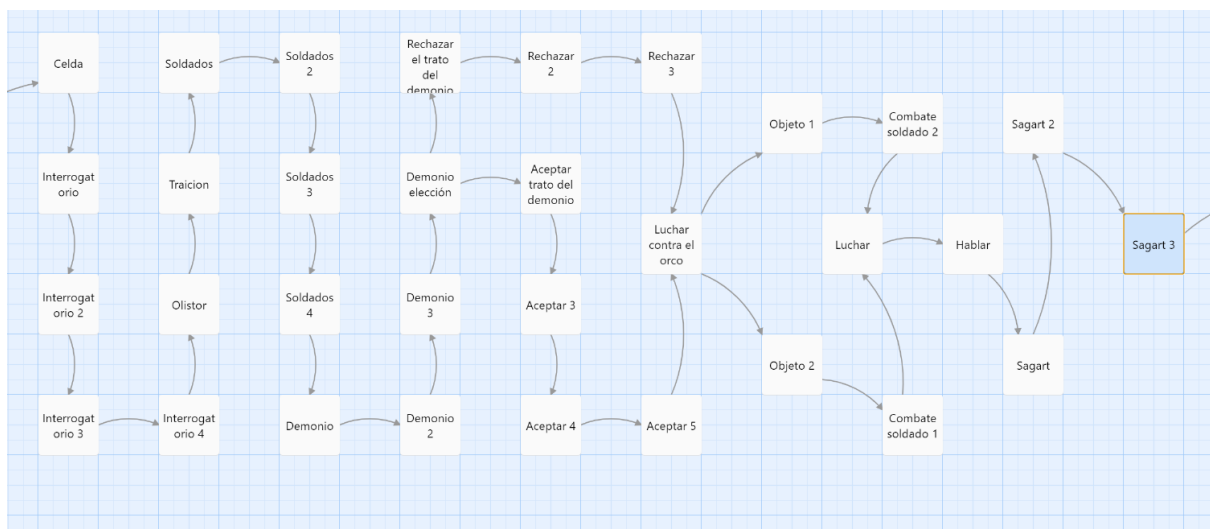 Celda
Soldados
Soldados
2
Rechazar
el trato
del
demonio
Rechazar
2
Rechazar
3
Objeto 1
Combate
soldado 2
Sagart 2
Interrogat
orio
Traicion
Soldados
3
Demonio
elección
Aceptar
trato del
demonio
Luchar
contra el
orco
Luchar
Hablar
Sagart 3
Interrogat
orio 2
Olistor
Soldados
4
Demonio
3
Aceptar 3
Objeto 2
Sagart
Interrogat
orio 3
Interrogat
orio 4
Demonio
Demonio
2
Aceptar 4
Aceptar 5
Combate
soldado 1